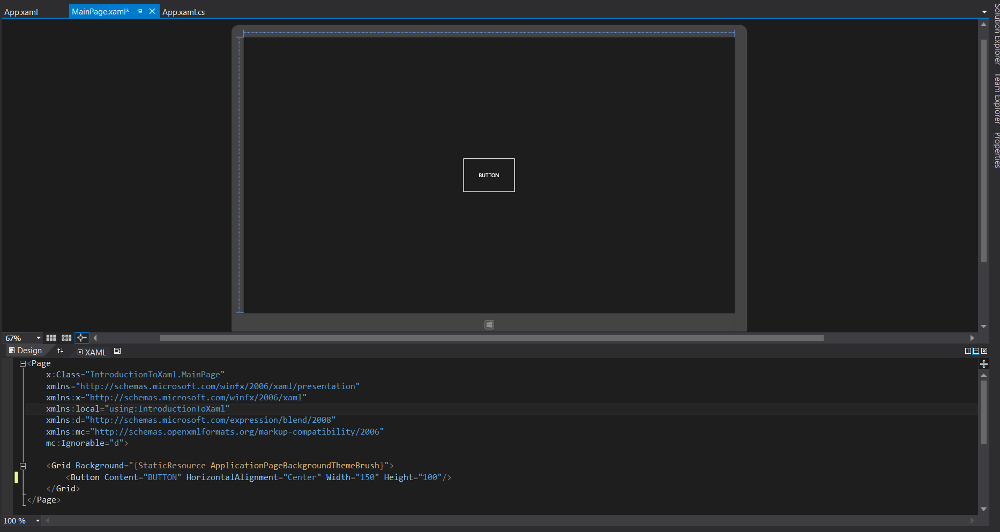 App.xaml
MainPage.xaml*
App.xaml.cs
Solution Explorer
Team Explorer
Properties
BUTTON
67%
Design
XAML
<Page
x:Class="IntroductionToXaml.MainPage"
xmlns="http://schemas.microsoft.com/winfx/2006/xaml/presentation"
xmlns:x="http://schemas.microsoft.com/winfx/2006/xaml"
xmlns:local="using:IntroductionToXaml"
xmlns:d="http://schemas.microsoft.com/expression/blend/2008"
xmlns:mc="http://schemas.openxmlformats.org/markup-compatibility/2006"
mc:Ignorable="d">
<Grid Background="{StaticResource ApplicationPageBackgroundThemeBrush}">
<Button Content="BUTTON" HorizontalAlignment="Center" Width="150" Height="100"/>
</Grid>
</Page>
100 %